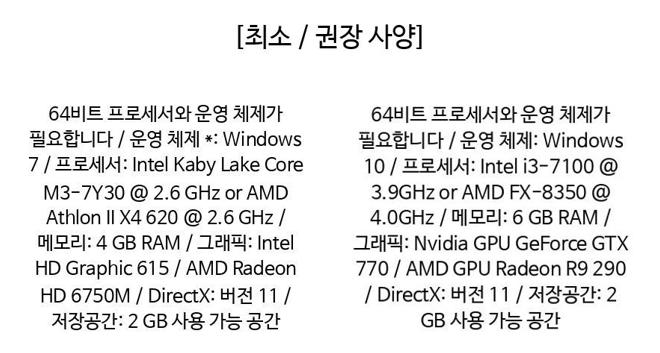 [최소 / 권장 사양]
64비트 프로세서와 운영 체제가
필요합니다 / 운영 체제 *: Windows
7 / 프로세서: Intel Kaby Lake Core
M3-7Y30 @ 2.6 GHz or AMD
Athlon II X4 620 @ 2.6 GHz /
메모리: 4 GB RAM / 그래픽: Intel
HD Graphic 615 / AMD Radeon
HD 6750M / DirectX: 버전 11 /
저장공간: 2 GB 사용 가능 공간
64비트 프로세서와 운영 체제가
필요합니다 / 운영 체제: Windows
10 / 프로세서: Intel i3-7100 @
3.9GHz or AMD FX-8350 @
4.0GHz / 메모리: 6 GB RAM /
그래픽: Nvidia GPU GeForce GTX
770 / AMD GPU Radeon R9 290
/ DirectX: 버전 11 / 저장공간: 2
GB 사용 가능 공간